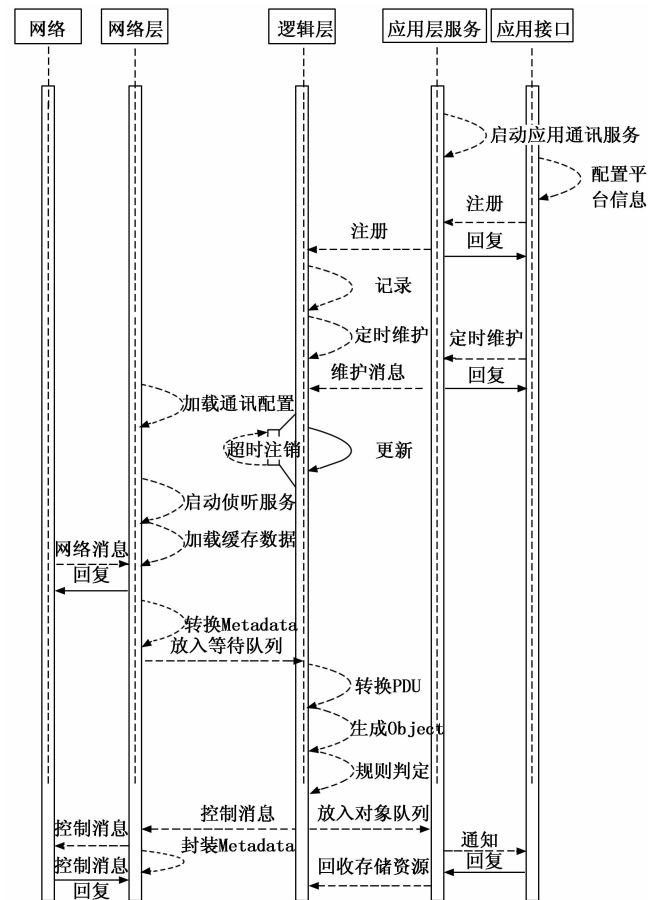 网络
网络层
逻辑层
应用层服务
应用接口
启动应用通讯服务
配置平
台信息
注册
注册
回复
记录
定时维护
定时维护
维护消息
回复
加载通讯配置
超时注销
更新
启动侦听服务
加载缓存数据
网络消息
回复
转换Metadata
放入等待队列
转换PDU
生成Object
规则判定
控制消息
放入对象队列
控制消息
封装Metadata
通知
控制消息
回收存储资源
回复
回复